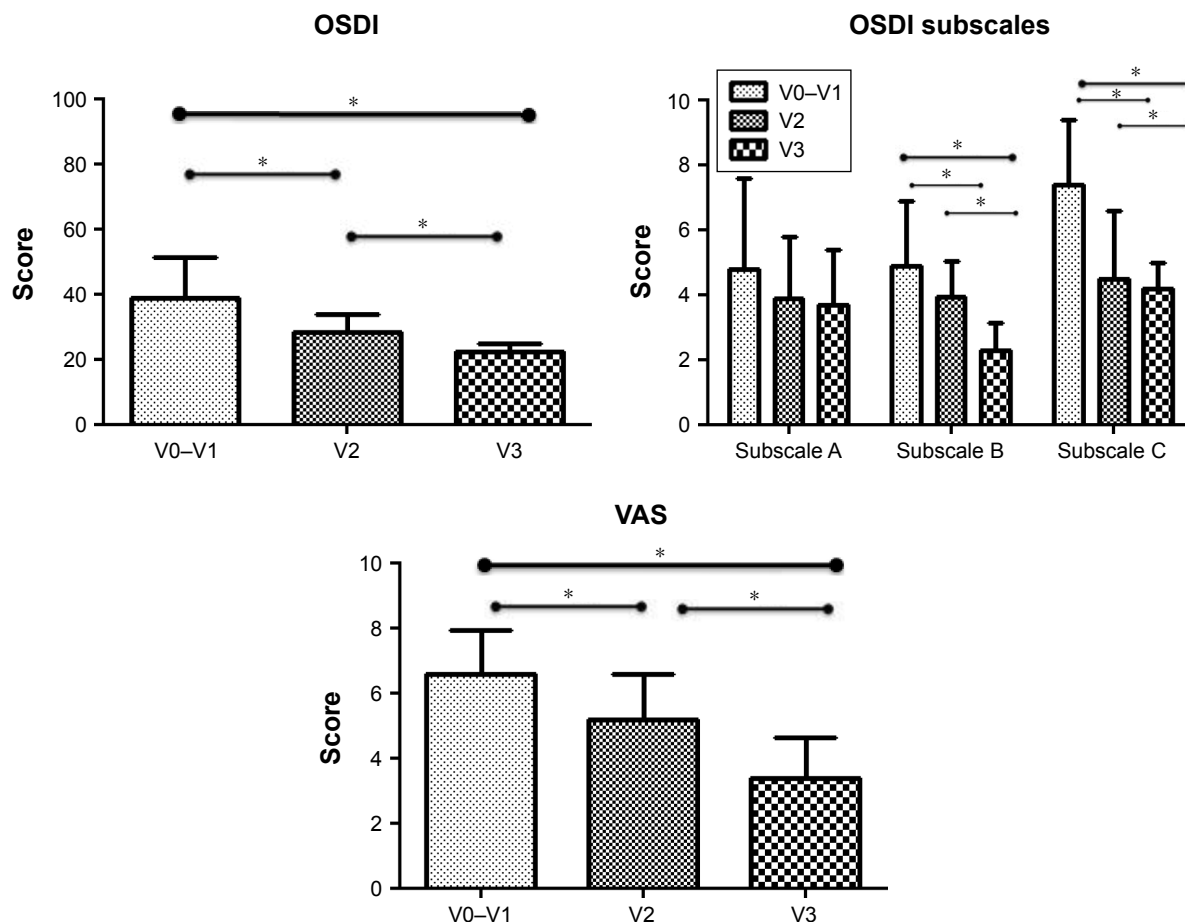 OSDI
Score
100
80
60
40
20
0
*
*
*
V0–V1
V2
V3
OSDI subscales
Score
10
8
6
4
2
0
V0–V1
V2
V3
*
*
*
*
*
*
Subscale A
Subscale B
Subscale C
VAS
Score
10
8
6
4
2
0
*
*
*
V0–V1
V2
V3